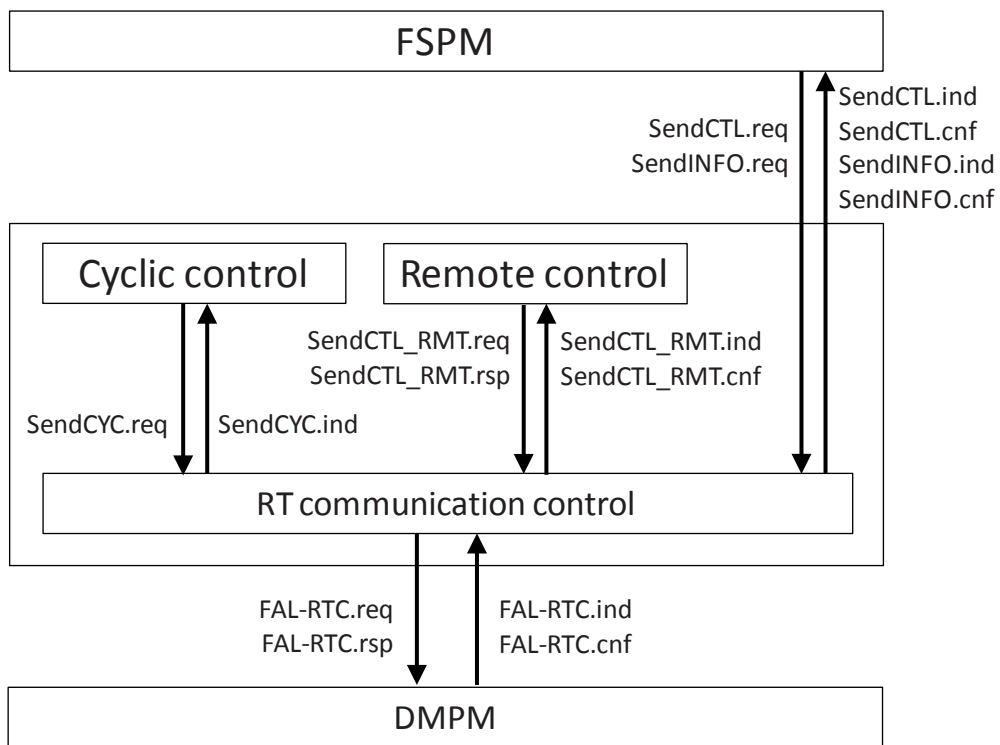 FSPM
SendCTL.req
SendINFO.req
SendCTL.ind
SendCTL.cnf
SendINFO.ind
SendINFO.cnf
Cyclic control
Remote control
SendCYC.req
SendCYC.ind
SendCTL_RMT.req
SendCTL_RMT.rsp
SendCTL_RMT.ind
SendCTL_RMT.cnf
RT communication control
FAL-RTC.req
FAL-RTC.rsp
FAL-RTC.ind
FAL-RTC.cnf
DMPM